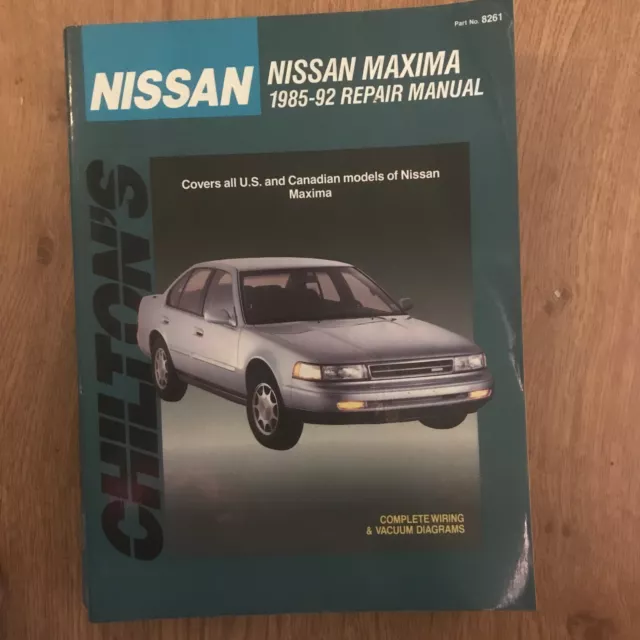 Part No. 8261
NISSAN
NISSAN MAXIMA
1985-92 REPAIR MANUAL
CHILTON'S
Covers all U.S. and Canadian models of Nissan
Maxima
COMPLETE WIRING
& VACUUM DIAGRAMS